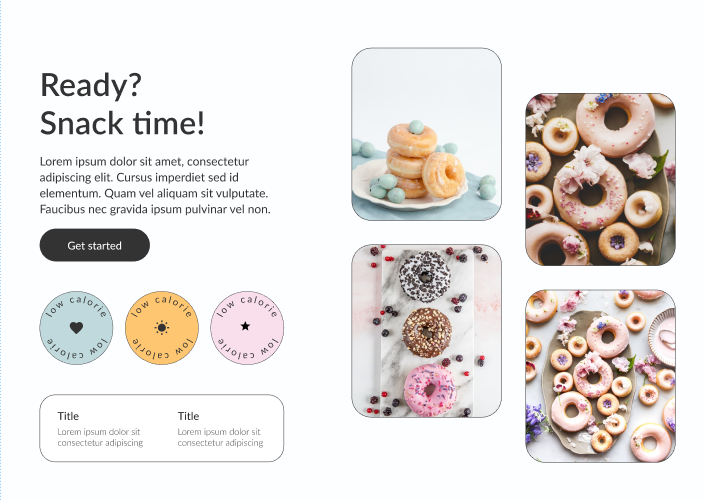 Ready?
Snack time!
Lorem ipsum dolor sit amet, consectetur
adipiscing elit. Cursus imperdiet sed id
elementum. Quam vel aliquam sit vulputate.
Faucibus nec gravida ipsum pulvinar vel non.
Get started
low calorie
low calorie
low calorie
low calorie
low calorie
low calorie
Title
Lorem ipsum dolor sit
consectetur adipiscing
Title
Lorem ipsum dolor sit
consectetur adipiscing